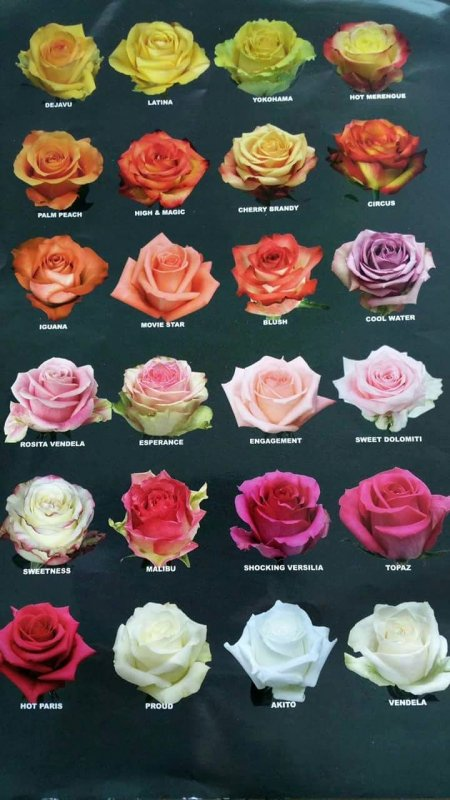 DEJAVU
LATINA
YOKOHAMA
HOT MERENGUE
PALM PEACH
HIGH & MAGIC
CHERRY BRANDY
CIRCUS
IGUANA
MOVIE STAR
BLUSH
COOL WATER
ROSITA VENDELA
ESPERANCE
ENGAGEMENT
SWEET DOLOMITI
SWEETNESS
MALIBU
SHOCKING VERSILIA
TOPAZ
HOT PARIS
PROUD
AKITO
VENDELA